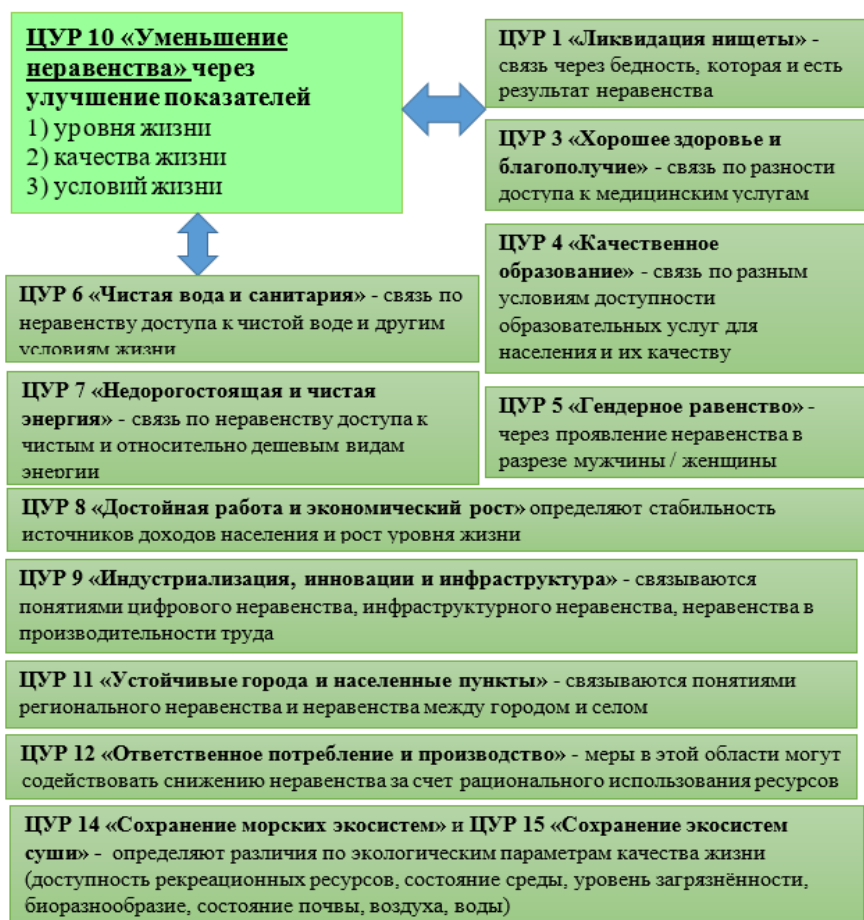 ЦУР 10 «Уменьшение
неравенства» через
улучшение показателей
1) уровня жизни
2) качества жизни
3) условий жизни
ЦУР 1 «Ликвидация нищеты» -
связь через бедность, которая и есть
результат неравенства
ЦУР 3 «Хорошее здоровье и
благополучие» - связь по разности
доступа к медицинским услугам
ЦУР 4 «Качественное
образование» - связь по разным
условиям доступности
образовательных услуг для
населения и их качеству
ЦУР 5 «Гендерное равенство» -
через проявление неравенства в
разрезе мужчины / женщины
ЦУР 6 «Чистая вода и санитария» - связь по
неравенству доступа к чистой воде и другим
условиям жизни
ЦУР 7 «Недорогостоящая и чистая
энергия» - связь по неравенству доступа к
чистым и относительно дешевым видам
энергии
ЦУР 8 «Достойная работа и экономический рост» определяют стабильность
источников доходов населения и рост уровня жизни
ЦУР 9 «Индустриализация, инновации и инфраструктура» - связываются
понятиями цифрового неравенства, инфраструктурного неравенства, неравенства в
производительности труда
ЦУР 11 «Устойчивые города и населенные пункты» - связываются понятиями
регионального неравенства и неравенства между городом и селом
ЦУР 12 «Ответственное потребление и производство» - меры в этой области могут
содействовать снижению неравенства за счет рационального использования ресурсов
ЦУР 14 «Сохранение морских экосистем» и ЦУР 15 «Сохранение экосистем
суши» - определяют различия по экологическим параметрам качества жизни
(доступность рекреационных ресурсов, состояние среды, уровень загрязнённости,
биоразнообразие, состояние почвы, воздуха, воды)